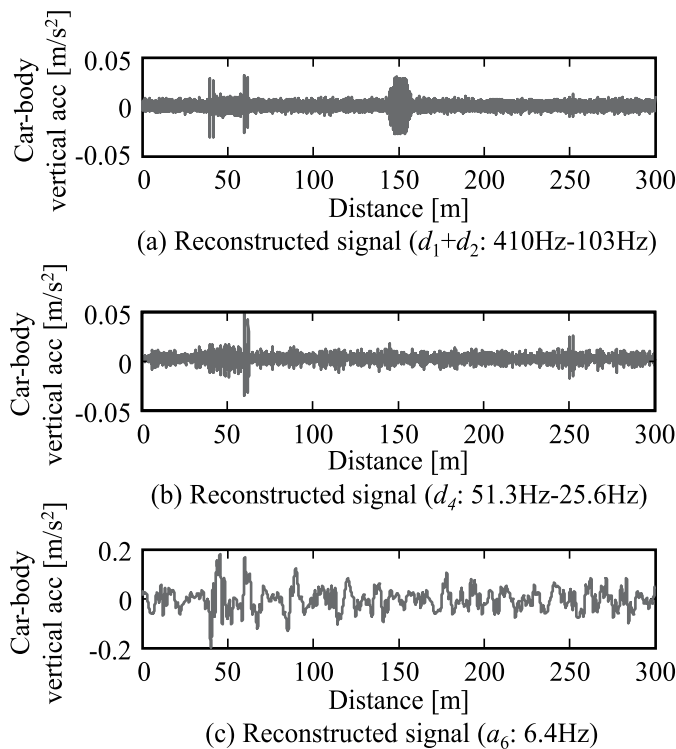 Car-body
vertical acc [m/s²]
0.05
0
-0.05
0 50 100 150 200 250 300
Distance [m]
(a) Reconstructed signal (d₁+d₂: 410Hz-103Hz)
Car-body
vertical acc [m/s²]
0.05
0
-0.05
0 50 100 150 200 250 300
Distance [m]
(b) Reconstructed signal (d₄: 51.3Hz-25.6Hz)
Car-body
vertical acc [m/s²]
0.2
0
-0.2
0 50 100 150 200 250 300
Distance [m]
(c) Reconstructed signal (a₆: 6.4Hz)